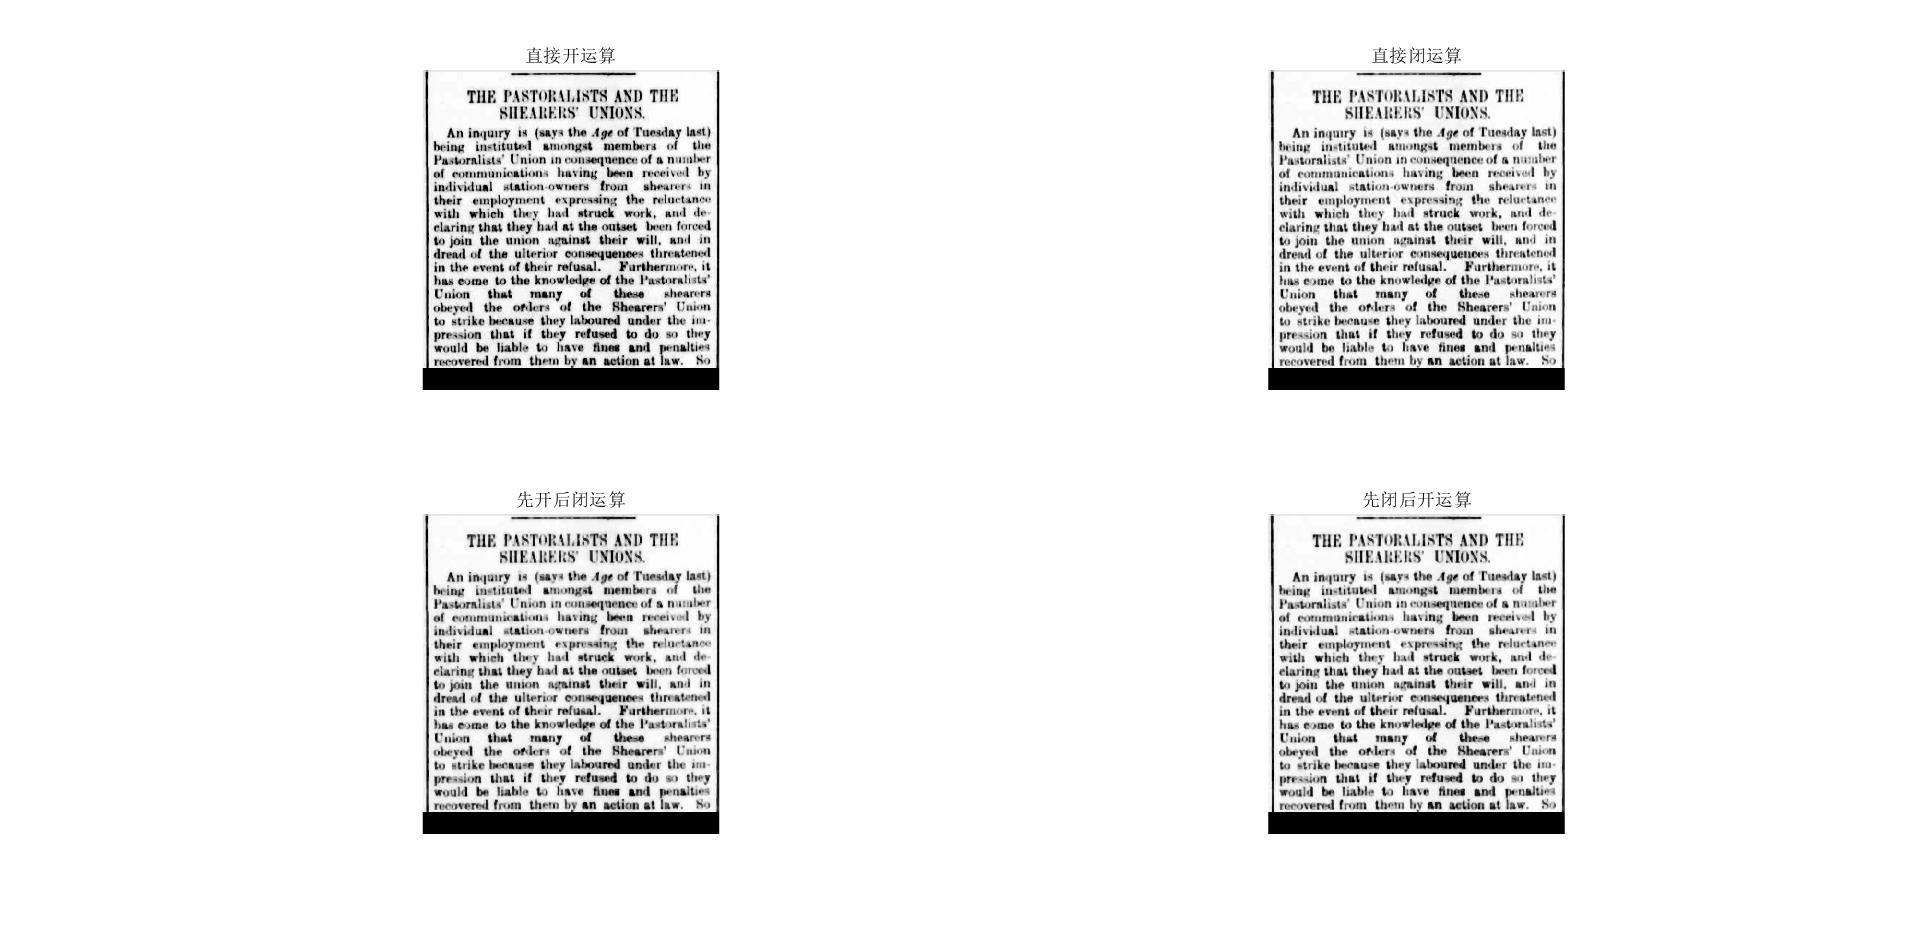 直接开运算
THE PASTORALISTS AND THE
SHEARERS' UNIONS.
An inquiry is (says the Age of Tuesday last)
being instituted amongst members of the
Pastoralists' Union in consequence of a number
of communications having been received by
individual station-owners from shearers in
their employment expressing the reluctance
with which they had struck work, and de-
claring that they had at the outset been forced
to join the union against their will, and in
dread of the ulterior consequences threatened
in the event of their refusal. Furthermore, it
has come to the knowledge of the Pastoralists'
Union that many of these shearers
obeyed the orders of the Shearers' Union
to strike because they laboured under the im-
pression that if they refused to do so they
would be liable to have fines and penalties
recovered from them by an action at law. So
直接闭运算
THE PASTORALISTS AND THE
SHEARERS' UNIONS.
An inquiry is (says the Age of Tuesday last)
being instituted amongst members of the
Pastoralists' Union in consequence of a number
of communications having been received by
individual station-owners from shearers in
their employment expressing the reluctance
with which they had struck work, and de-
claring that they had at the outset been forced
to join the union against their will, and in
dread of the ulterior consequences threatened
in the event of their refusal. Furthermore, it
has come to the knowledge of the Pastoralists'
Union that many of these shearers
obeyed the orders of the Shearers' Union
to strike because they laboured under the im-
pression that if they refused to do so they
would be liable to have fines and penalties
recovered from them by an action at law. So
先开后闭运算
THE PASTORALISTS AND THE
SHEARERS' UNIONS.
An inquiry is (says the Age of Tuesday last)
being instituted amongst members of the
Pastoralists' Union in consequence of a number
of communications having been received by
individual station-owners from shearers in
their employment expressing the reluctance
with which they had struck work, and de-
claring that they had at the outset been forced
to join the union against their will, and in
dread of the ulterior consequences threatened
in the event of their refusal. Furthermore, it
has come to the knowledge of the Pastoralists'
Union that many of these shearers
obeyed the orders of the Shearers' Union
to strike because they laboured under the im-
pression that if they refused to do so they
would be liable to have fines and penalties
recovered from them by an action at law. So
先闭后开运算
THE PASTORALISTS AND THE
SHEARERS' UNIONS.
An inquiry is (says the Age of Tuesday last)
being instituted amongst members of the
Pastoralists' Union in consequence of a number
of communications having been received by
individual station-owners from shearers in
their employment expressing the reluctance
with which they had struck work, and de-
claring that they had at the outset been forced
to join the union against their will, and in
dread of the ulterior consequences threatened
in the event of their refusal. Furthermore, it
has come to the knowledge of the Pastoralists'
Union that many of these shearers
obeyed the orders of the Shearers' Union
to strike because they laboured under the im-
pression that if they refused to do so they
would be liable to have fines and penalties
recovered from them by an action at law. So